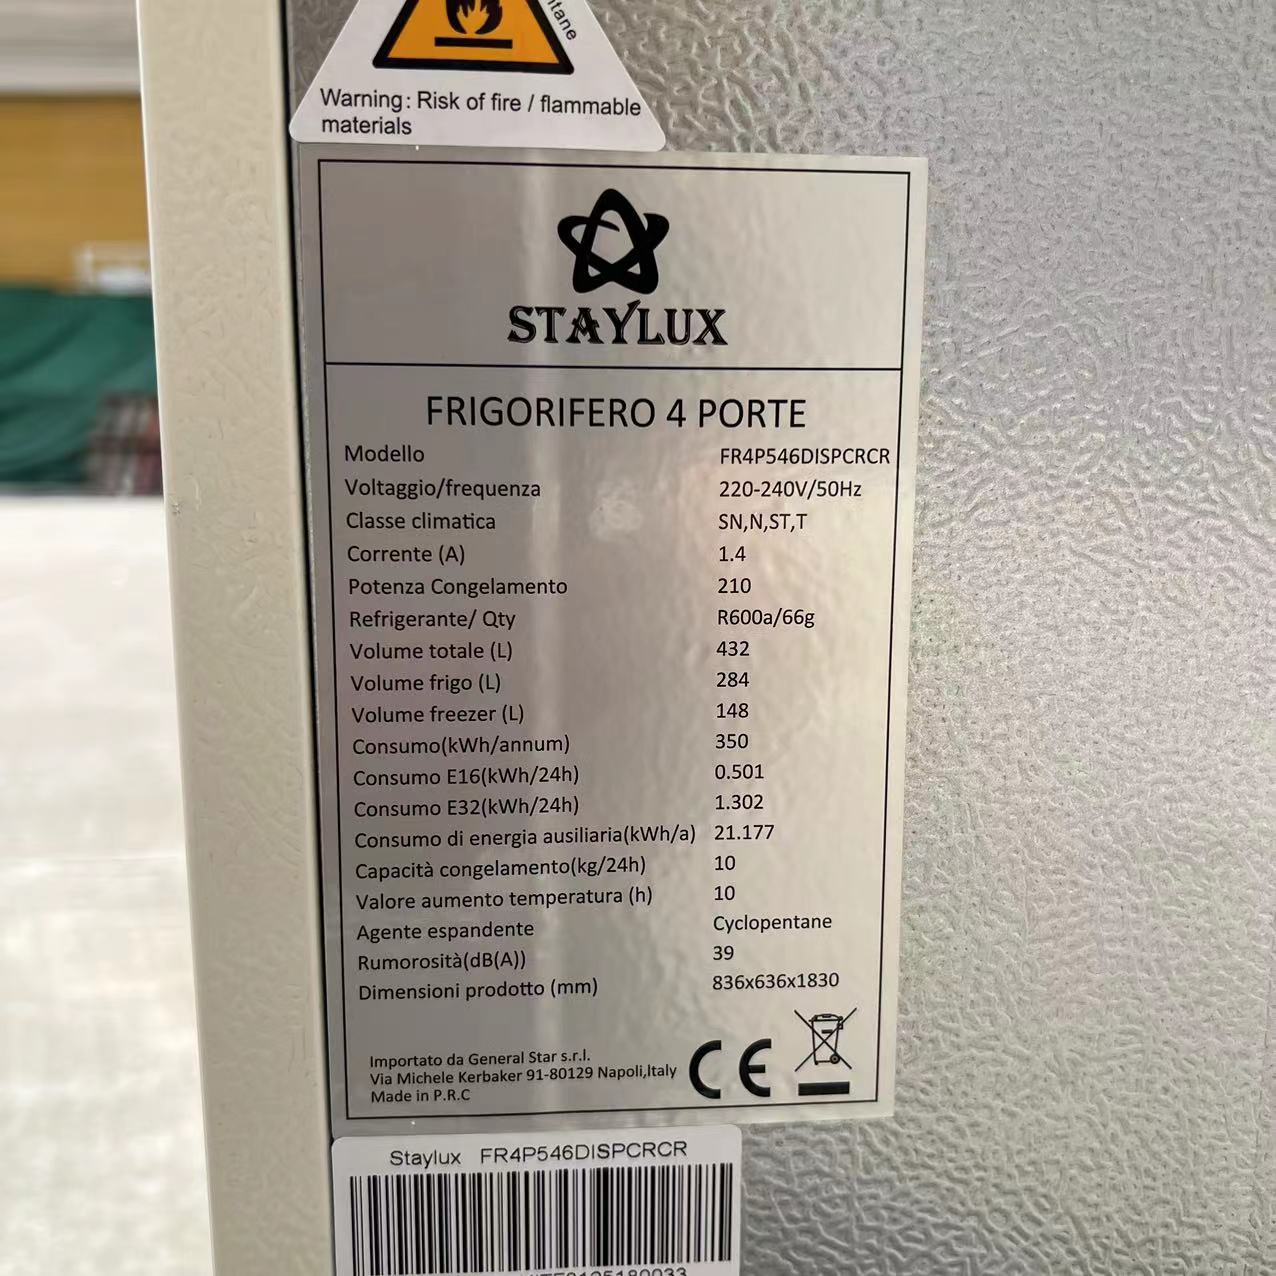 Warning: Risk of fire / flammable
materials
STAYLUX
FRIGORIFERO 4 PORTE
Modello FR4P546DISPCRCR
Voltaggio/frequenza 220-240V/50Hz
Classe climatica SN,N,ST,T
Corrente (A) 1.4
Potenza Congelamento 210
Refrigerante/ Qty R600a/66g
Volume totale (L) 432
Volume frigo (L) 284
Volume freezer (L) 148
Consumo(kWh/annum) 350
Consumo E16(kWh/24h) 0.501
Consumo E32(kWh/24h) 1.302
Consumo di energia ausiliaria(kWh/a) 21.177
Capacità congelamento(kg/24h) 10
Valore aumento temperatura (h) 10
Agente espandente Cyclopentane
Rumorosità(dB(A)) 39
Dimensioni prodotto (mm) 836x636x1830
Importato da General Star s.r.l.
Via Michele Kerbaker 91-80129 Napoli,Italy
Made in P.R.C
CE
Staylux FR4P546DISPCRCR